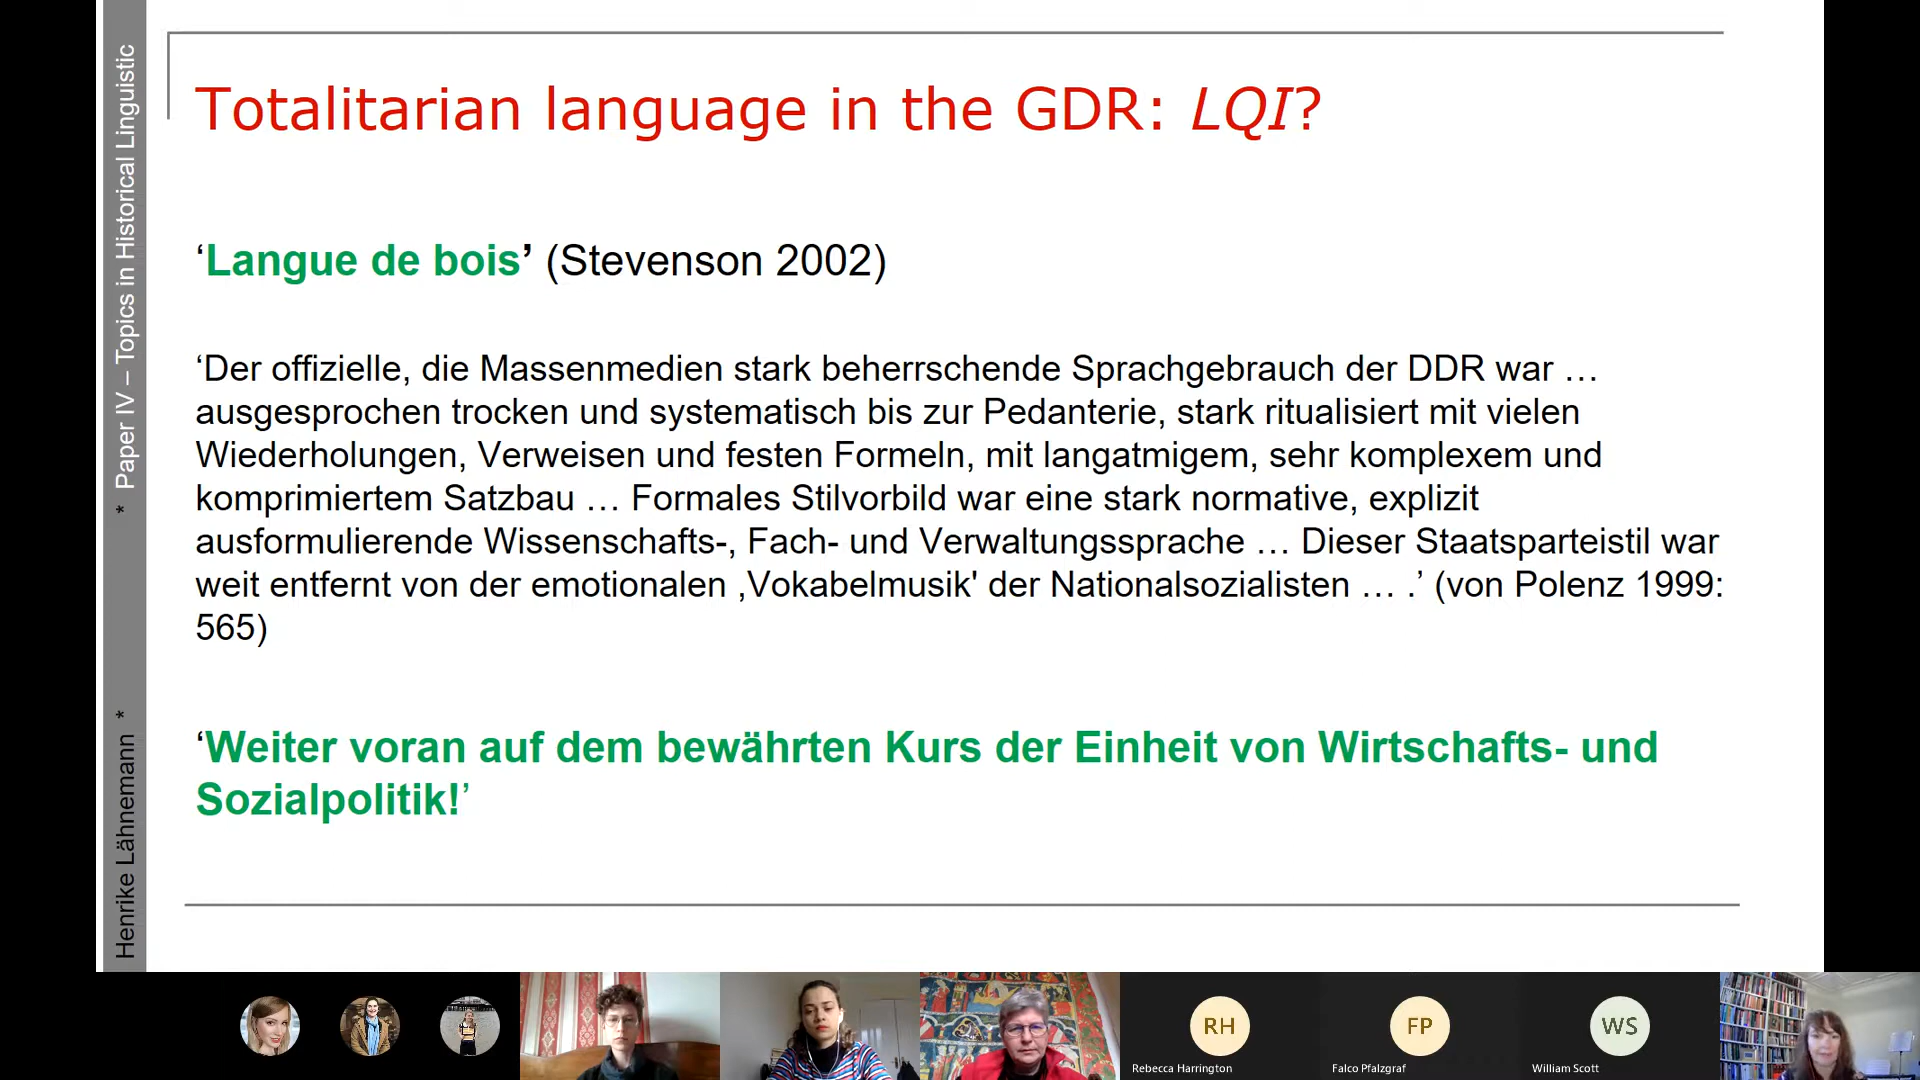 Totalitarian language in the GDR: LQI?
‘Langue de bois’ (Stevenson 2002)
‘Der offizielle, die Massenmedien stark beherrschende Sprachgebrauch der DDR war …
ausgesprochen trocken und systematisch bis zur Pedanterie, stark ritualisiert mit vielen
Wiederholungen, Verweisen und festen Formeln, mit langatmigem, sehr komplexem und
komprimiertem Satzbau … Formales Stilvorbild war eine stark normative, explizit
ausformulierende Wissenschafts-, Fach- und Verwaltungssprache … Dieser Staatsparteistil war
weit entfernt von der emotionalen ‚Vokabelmusik' der Nationalsozialisten … .’ (von Polenz 1999:
565)
‘Weiter voran auf dem bewährten Kurs der Einheit von Wirtschafts- und
Sozialpolitik!’
Henrike Lähnemann * * Paper IV – Topics in Historical Linguistic
RH
FP
WS
Rebecca Harrington
Falco Pfalzgraf
William Scott